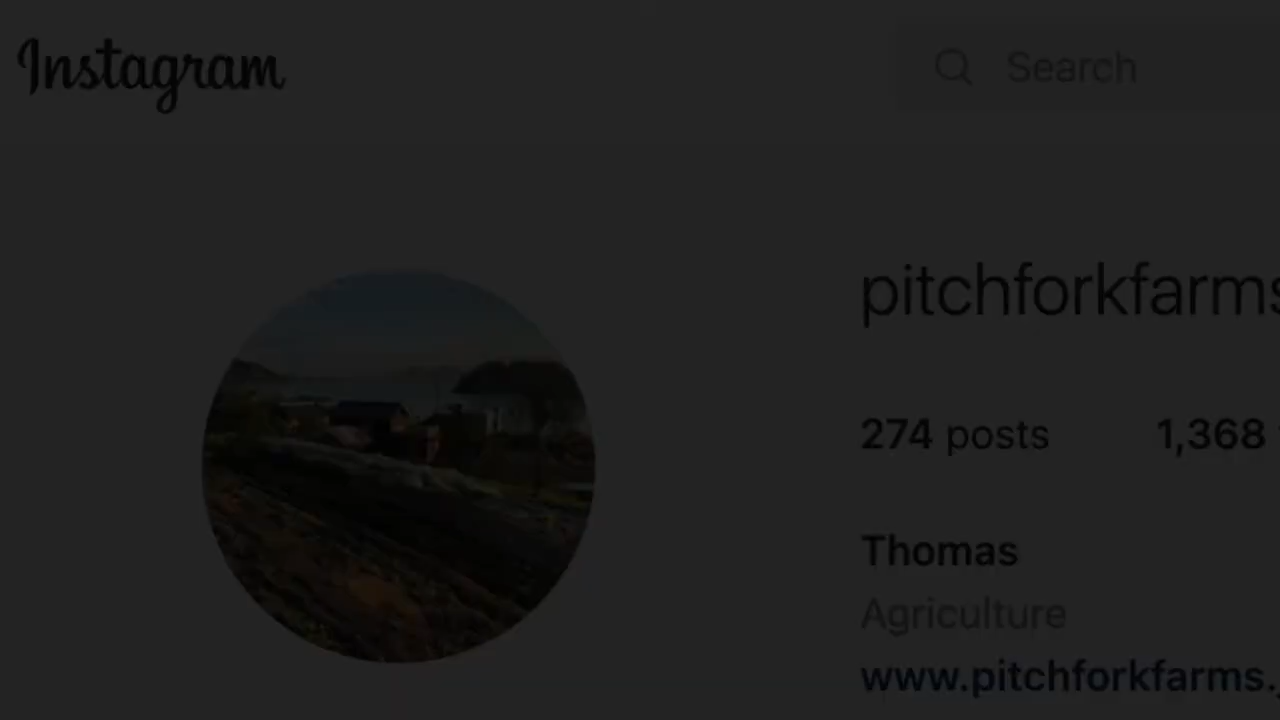 Instagram
Search
pitchforkfarms
274 posts 1,368
Thomas
Agriculture
www.pitchforkfarms.